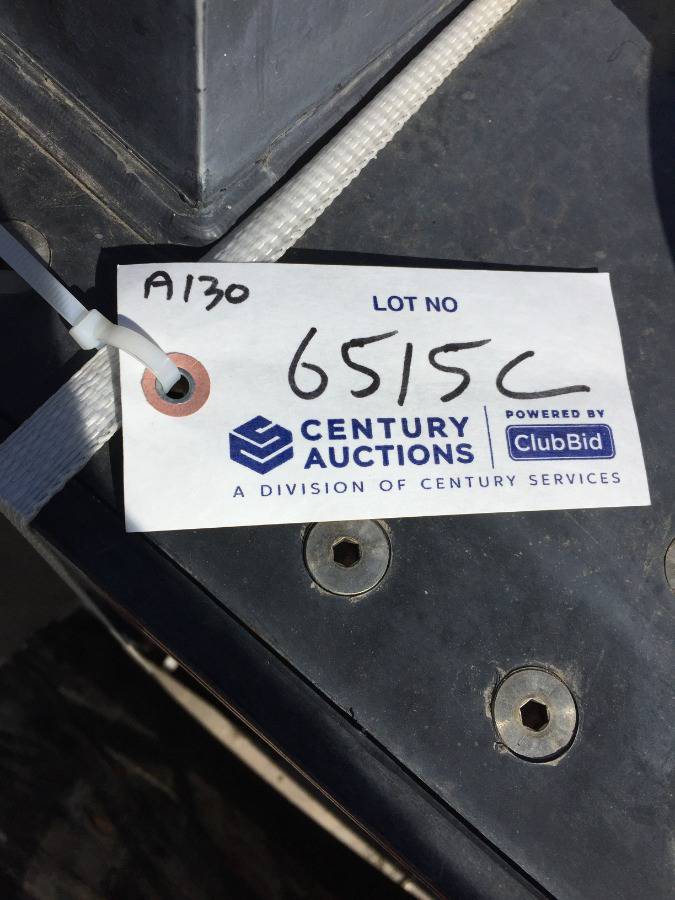 A130
LOT NO
6515C
CENTURY
AUCTIONS
POWERED BY
ClubBid
A DIVISION OF CENTURY SERVICES